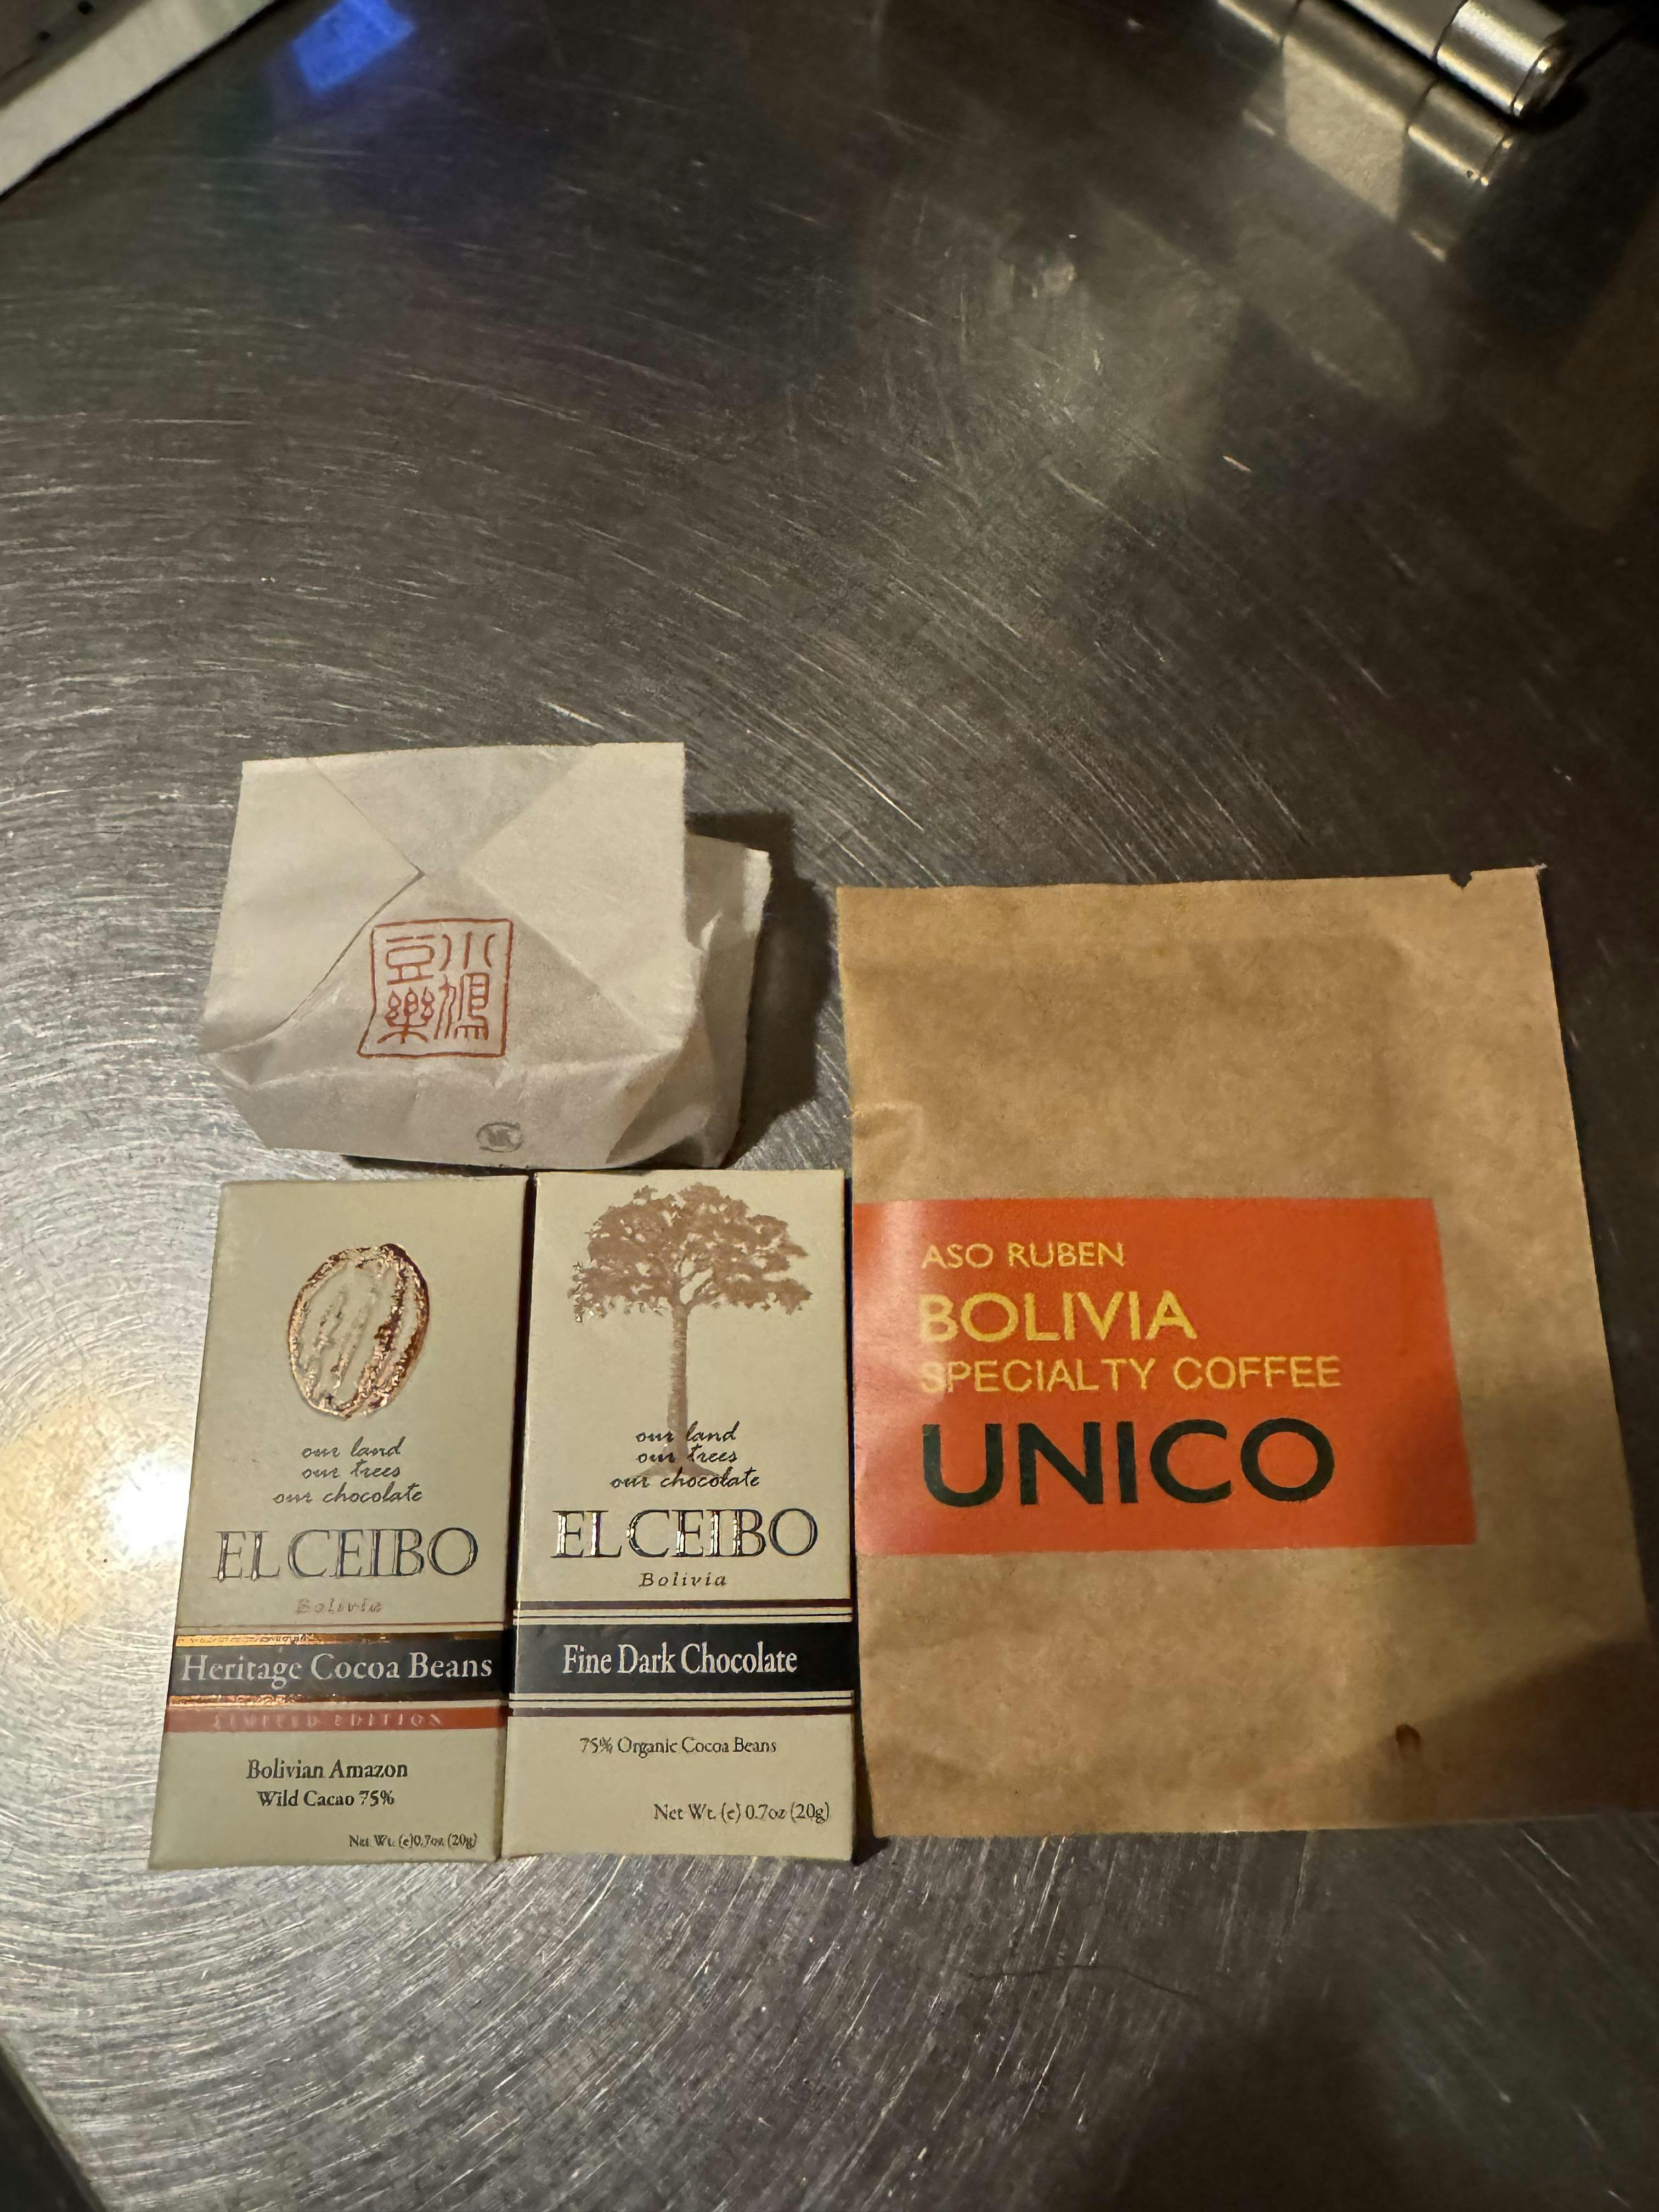 小鳩
豆樂
our land
our trees
our chocolate
EL CEIBO
Bolivia
Heritage Cocoa Beans
LIMITED EDITION
Bolivian Amazon
Wild Cacao 75%
Net Wt. (e)0.7oz (20g)
our land
our trees
our chocolate
EL CEIBO
Bolivia
Fine Dark Chocolate
75% Organic Cocoa Beans
Net Wt. (e) 0.7oz (20g)
ASO RUBEN
BOLIVIA
SPECIALTY COFFEE
UNICO